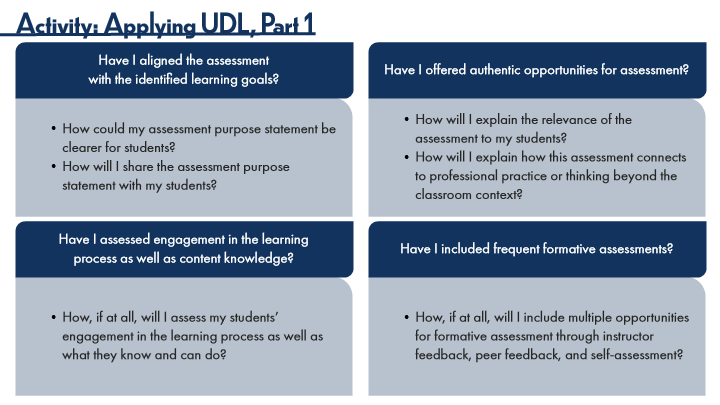 Activity: Applying UDL, Part 1
Have I aligned the assessment
with the identified learning goals?
• How could my assessment purpose statement be
clearer for students?
• How will I share the assessment purpose
statement with my students?
Have I offered authentic opportunities for assessment?
• How will I explain the relevance of the
assessment to my students?
• How will I explain how this assessment connects
to professional practice or thinking beyond the
classroom context?
Have I assessed engagement in the learning
process as well as content knowledge?
• How, if at all, will I assess my students’
engagement in the learning process as well as
what they know and can do?
Have I included frequent formative assessments?
• How, if at all, will I include multiple opportunities
for formative assessment through instructor
feedback, peer feedback, and self-assessment?